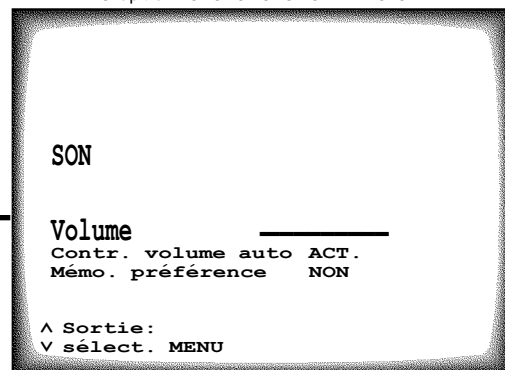 SON
Volume
Contr. volume auto ACT.
Mémo. préférence NON
∧ Sortie:
∨ sélect. MENU